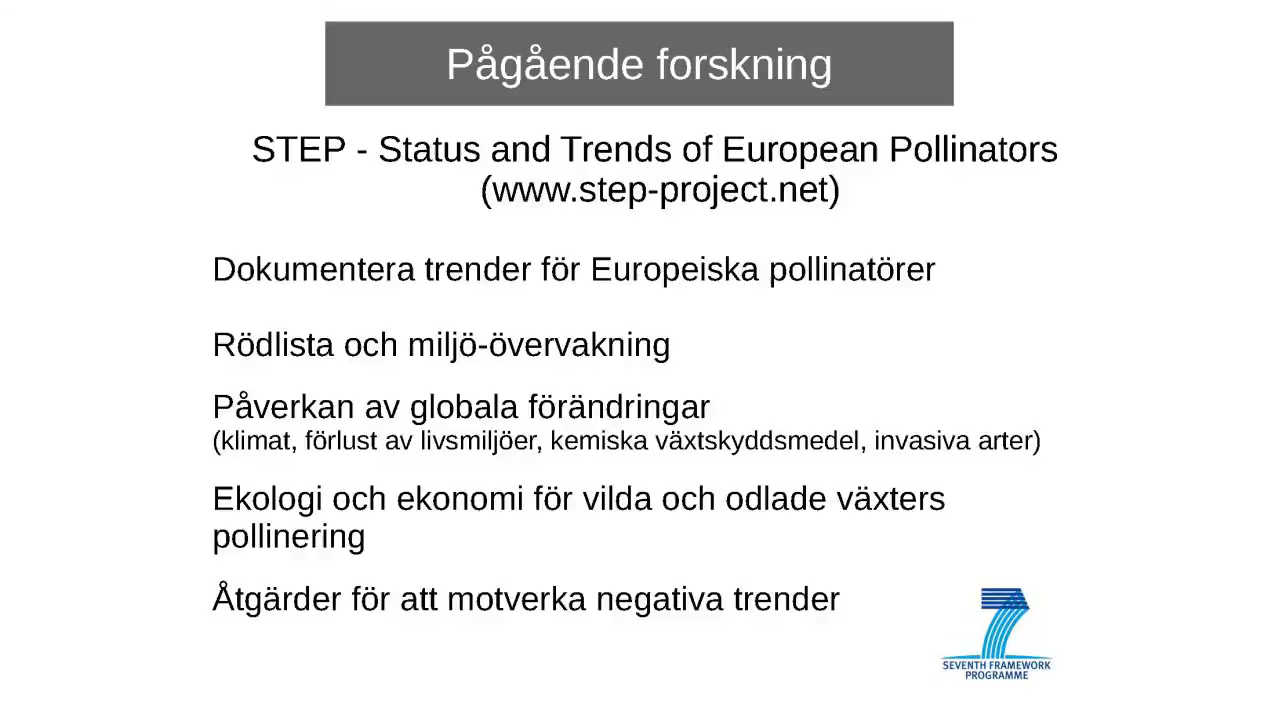 Pågående forskning
STEP - Status and Trends of European Pollinators
(www.step-project.net)
Dokumentera trender för Europeiska pollinatörer
Rödlista och miljö-övervakning
Påverkan av globala förändringar
(klimat, förlust av livsmiljöer, kemiska växtskyddsmedel, invasiva arter)
Ekologi och ekonomi för vilda och odlade växters
pollinering
Åtgärder för att motverka negativa trender
7
SEVENTH FRAMEWORK
PROGRAMME